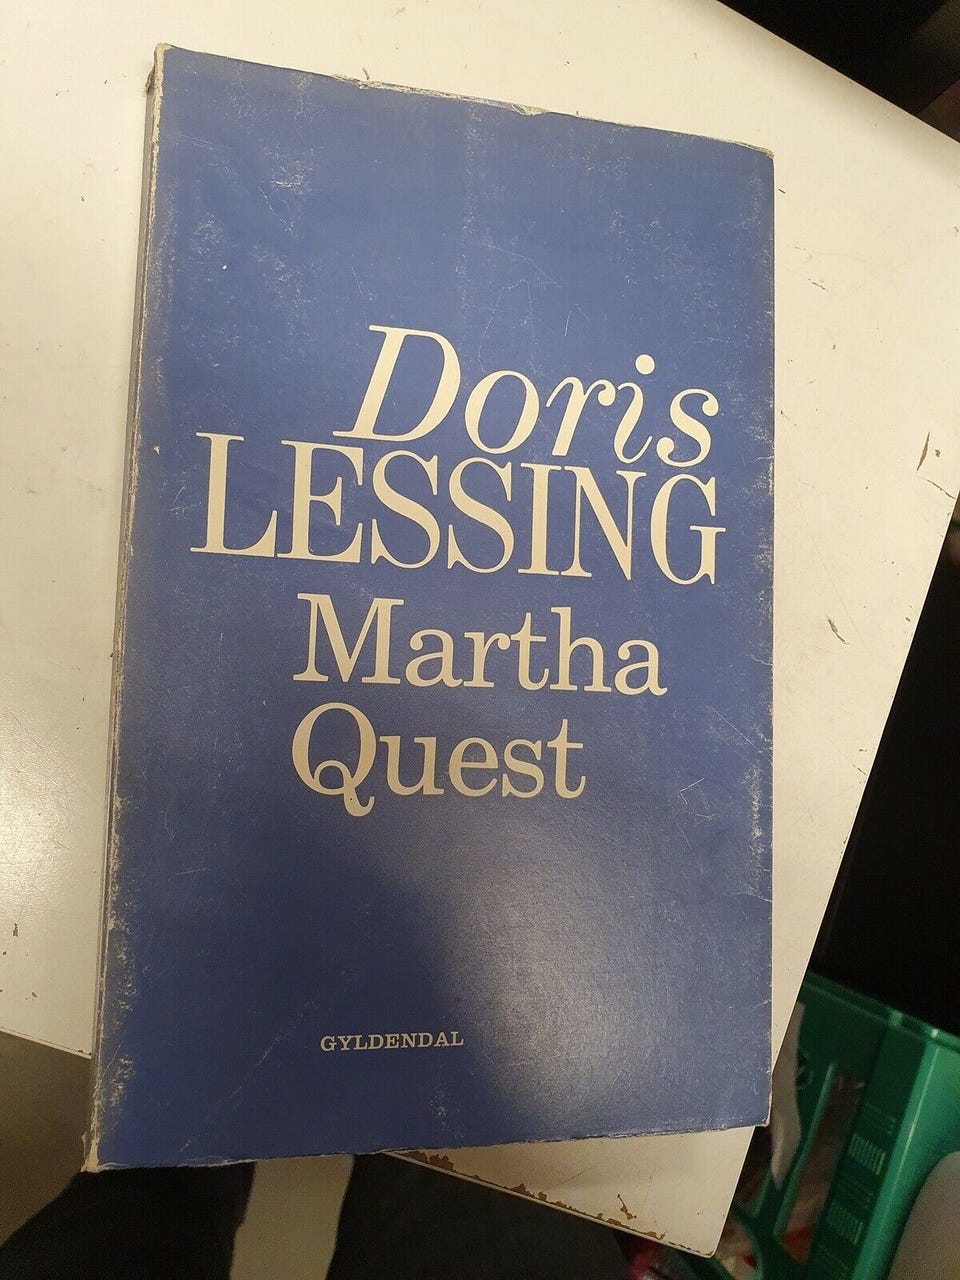 Doris
LESSING
Martha
Quest
GYLDENDAL